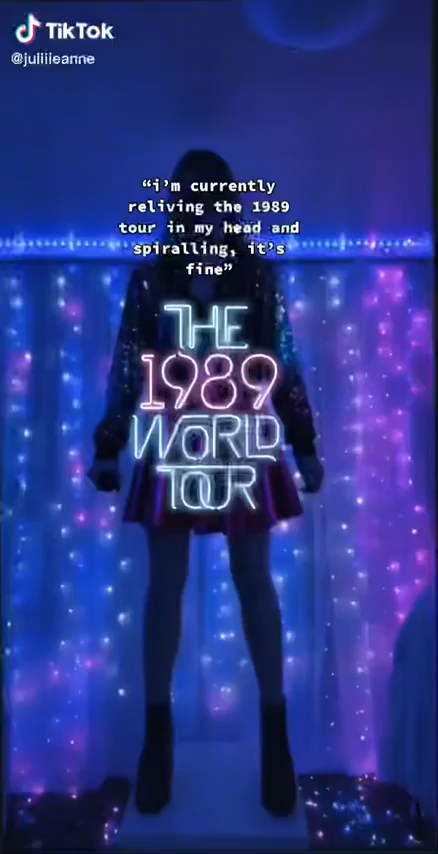 TikTok
@juliiieanne
“i’m currently
reliving the 1989
tour in my head and
spiralling, it’s
fine”
THE
1989
WORLD
TOUR